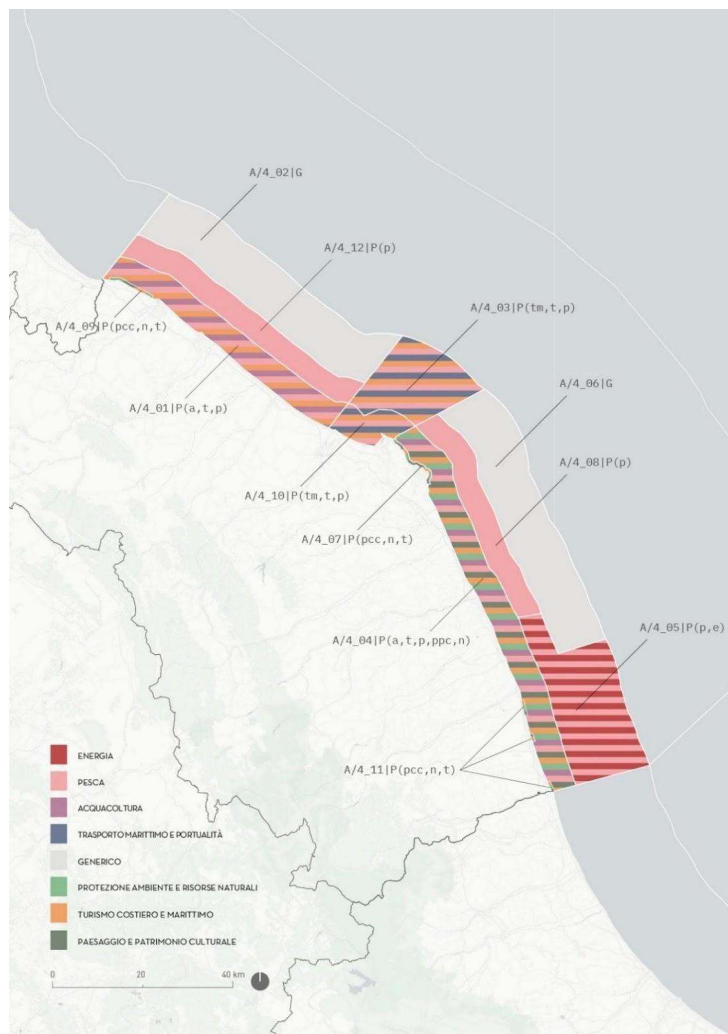 A/4_02|G
A/4_12|P(p)
A/4_03|P(tm,t,p)
A/4_09|P(pcc,n,t)
A/4_06|G
A/4_01|P(a,t,p)
A/4_08|P(p)
A/4_10|P(tm,t,p)
A/4_07|P(pcc,n,t)
A/4_05|P(p,e)
A/4_04|P(a,t,p,ppc,n)
A/4_11|P(pcc,n,t)
ENERGIA
PESCA
ACQUACOLTURA
TRASPORTO MARITTIMO E PORTUALITÀ
GENERICO
PROTEZIONE AMBIENTE E RISORSE NATURALI
TURISMO COSTIERO E MARITTIMO
PAESAGGIO E PATRIMONIO CULTURALE
0 20 40 km